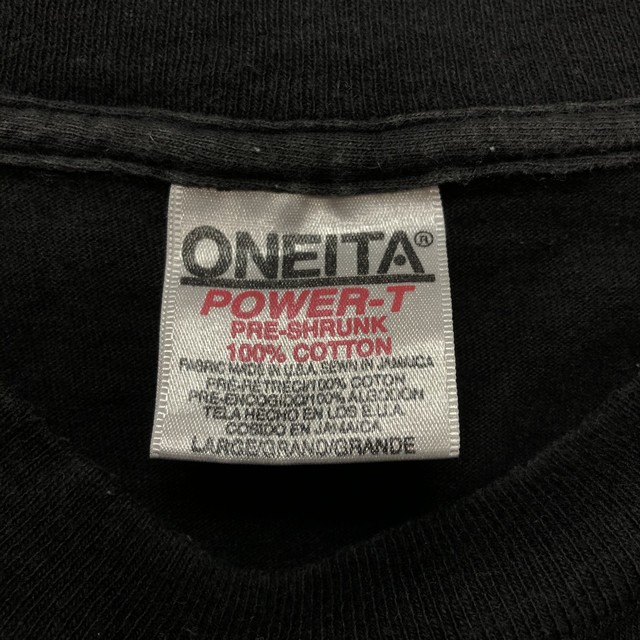 ONEITA®
POWER-T
PRE-SHRUNK
100% COTTON
FABRIC MADE IN U.S.A. SEWN IN JAMAICA
PRE-RETRECI/100% COTON
PRE-ENCOGIDO/100% ALGODON
TELA HECHO EN LOS E.U.A.
COSIDO EN JAMAICA
LARGE/GRAND/GRANDE